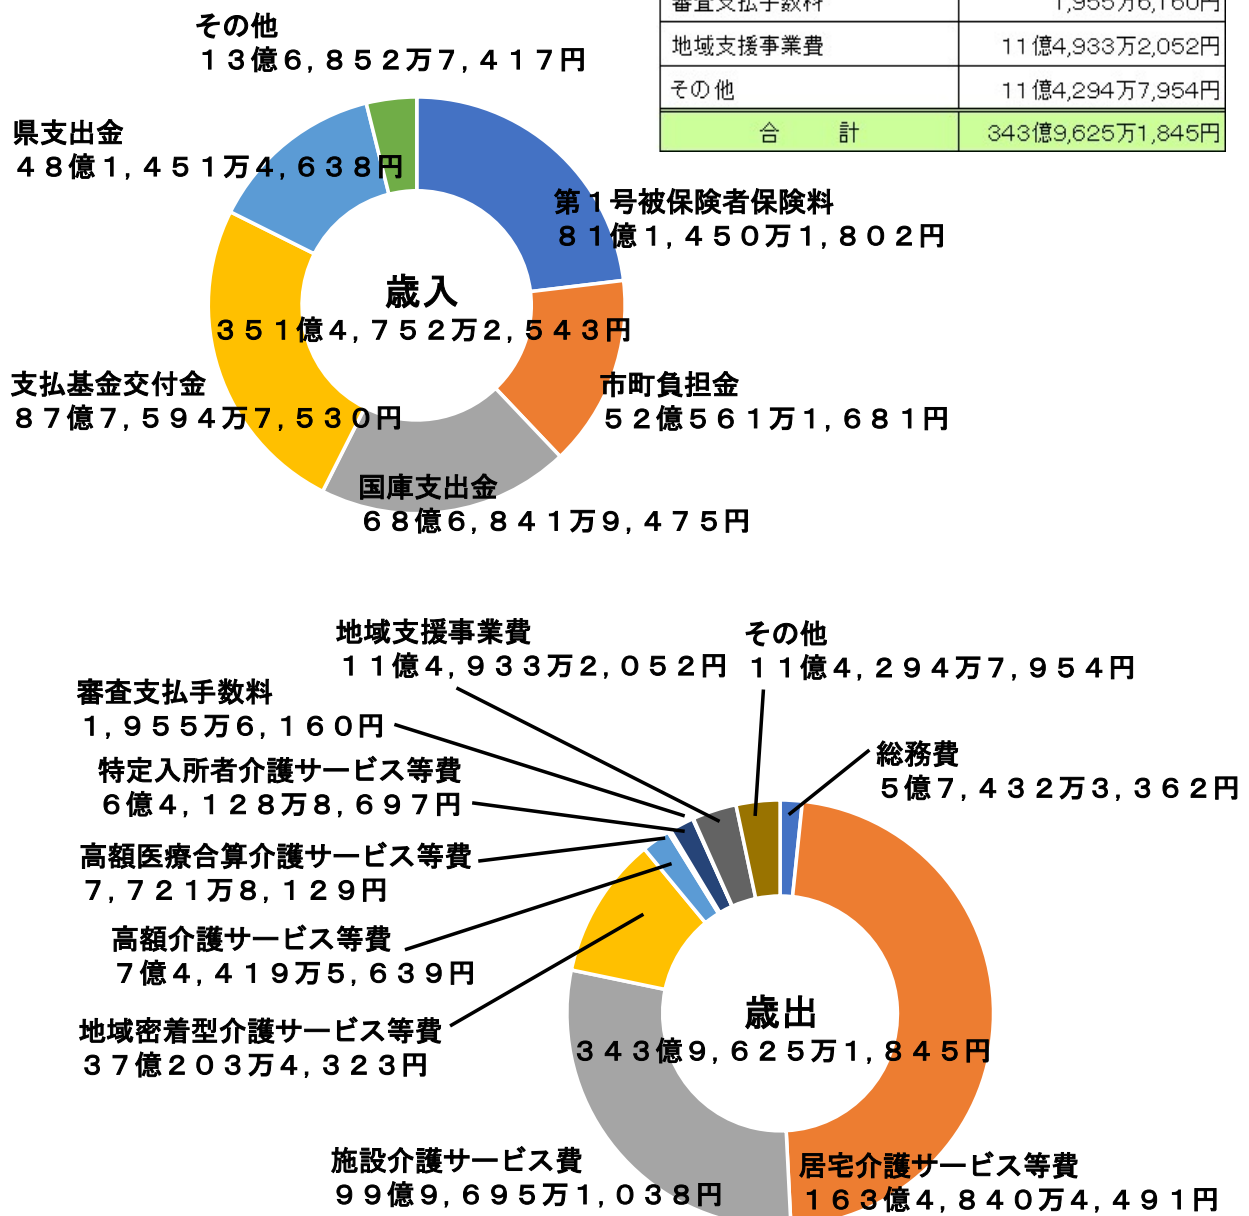 審査支払手数料 1,955万6,160円
地域支援事業費 11億4,933万2,052円
その他 11億4,294万7,954円
合　計 343億9,625万1,845円
その他
１３億６,８５２万７,４１７円
県支出金
４８億１,４５１万４,６３８円
第１号被保険者保険料
８１億１,４５０万１,８０２円
歳入
３５１億４,７５２万２,５４３円
支払基金交付金
８７億７,５９４万７,５３０円
市町負担金
５２億５６１万１,６８１円
国庫支出金
６８億６,８４１万９,４７５円
地域支援事業費
１１億４,９３３万２,０５２円
その他
１１億４,２９４万７,９５４円
審査支払手数料
１,９５５万６,１６０円
総務費
５億７,４３２万３,３６２円
特定入所者介護サービス等費
６億４,１２８万８,６９７円
高額医療合算介護サービス等費
７,７２１万８,１２９円
高額介護サービス等費
７億４,４１９万５,６３９円
地域密着型介護サービス等費
３７億２０３万４,３２３円
歳出
３４３億９,６２５万１,８４５円
施設介護サービス費
９９億９,６９５万１,０３８円
居宅介護サービス等費
１６３億４,８４０万４,４９１円